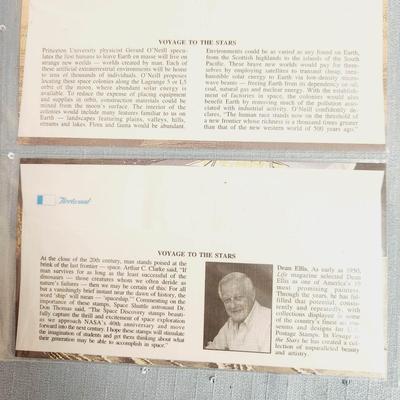 VOYAGE TO THE STARS
Princeton University physicist Gerard O'Neill specu-
lates the first humans to leave Earth en masse will live
on strange new worlds — worlds created by man. Each of
these artificial extraterrestrial environments will be home
to tens of thousands of individuals. O'Neill proposes
locating these space colonies along the Lagrange 5 or L5
orbit of the moon, where abundant solar energy is
available. To reduce the expense of placing equipment
and supplies in orbit, construction materials could be
mined from the moon's surface. The interior of the
colonies would include many features familiar to us on
Earth — landscapes featuring plains, valleys, hills,
streams and lakes. Flora and fauna would be abundant.
Environments could be as varied as any found on Earth,
from the Scottish highlands to the islands of the South
Pacific. These brave new worlds would pay for them-
selves by employing satellites to transmit cheap, inex-
haustible solar energy to Earth via low-density micro-
waves, thus freeing Earth from its dependency on oil,
coal, natural gas and nuclear energy. With the establish-
ment of factories in space, the colonies would also
benefit Earth by removing much of the pollution asso-
ciated with industrial activity. O'Neill confidently de-
clares, "The human race stands now on the threshold of
a new frontier whose richness is a thousand times greater
than that of the new western world of 500 years ago."
Fleetwood
VOYAGE TO THE STARS
At the close of the 20th century, man stands poised at the
brink of the last frontier — space. Arthur C. Clarke said, "If
man survives for as long as the least successful of the
dinosaurs — those creatures whom we often deride as
nature's failures — then we may be certain of this: For all
but a vanishingly brief instant near the dawn of history, the
word 'ship' will mean — 'spaceship.'" Commenting on the
importance of these stamps, Space Shuttle astronaut Dr.
Don Thomas said, "The Space Discovery stamps beauti-
fully capture the thrill and excitement of space exploration
as we approach NASA's 40th anniversary and move
forward into the next century. I hope these stamps will stimulate
the imagination of students and get them thinking about what
their generation may be able to accomplish in space."
Dean Ellis. As early as 1950,
Life magazine selected Dean
Ellis as one of America's 19
most promising painters.
Through the years, he has ful-
filled that potential, consis-
tently and repeatedly, with
collections displayed in some
of the country's finest
and designs for U.S.
Postage Stamps. In Voyage to
the Stars he has created a co-
llection of unparalleled beauty
and artistry.